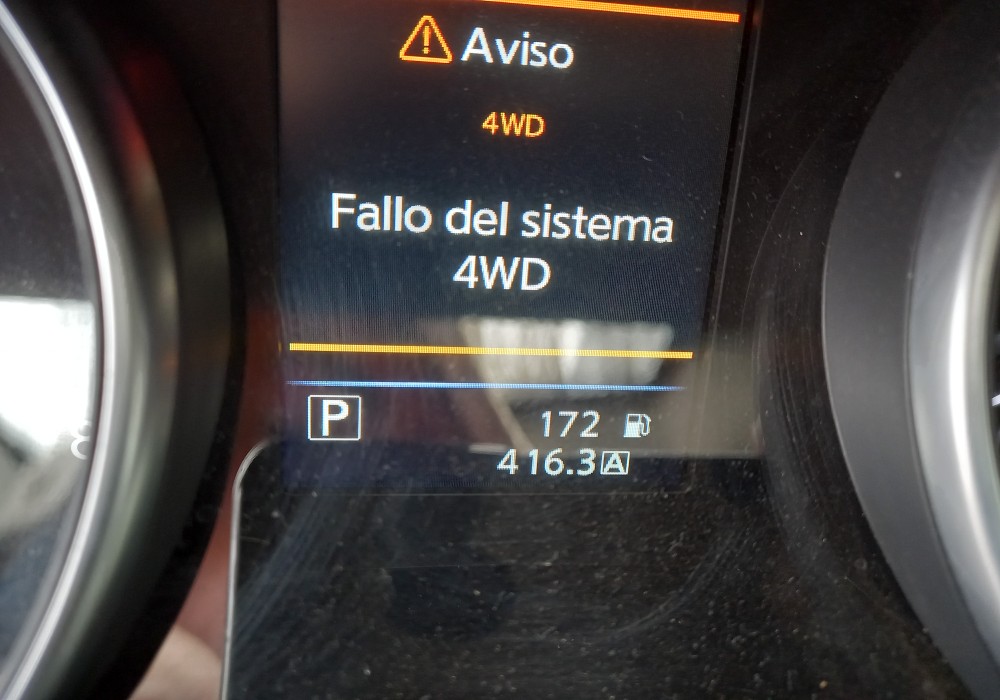 Aviso
4WD
Fallo del sistema
4WD
P
172
416.3 A